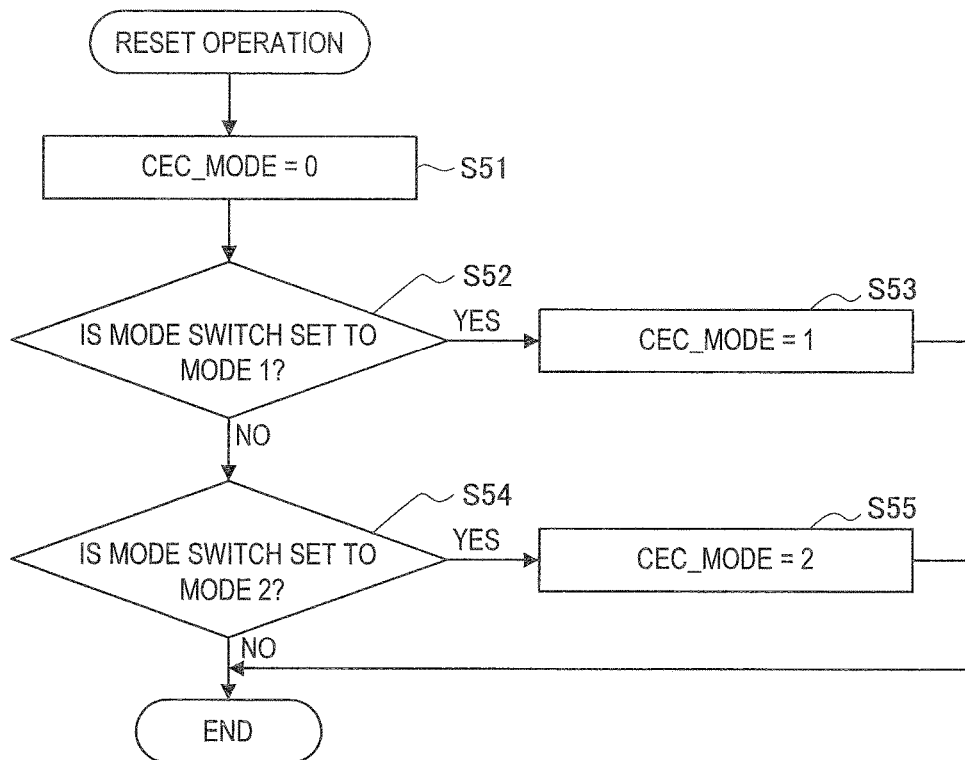 RESET OPERATION
CEC_MODE = 0
S51
S52
IS MODE SWITCH SET TO
MODE 1?
YES
S53
CEC_MODE = 1
NO
S54
IS MODE SWITCH SET TO
MODE 2?
YES
S55
CEC_MODE = 2
NO
END